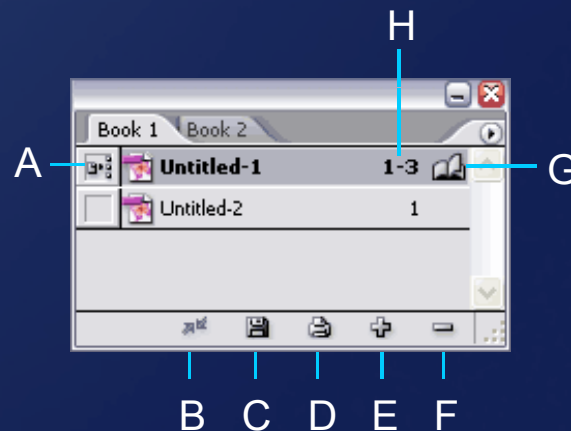 H
Book 1 Book 2
A Untitled-1 1-3 G
Untitled-2 1
B C D E F